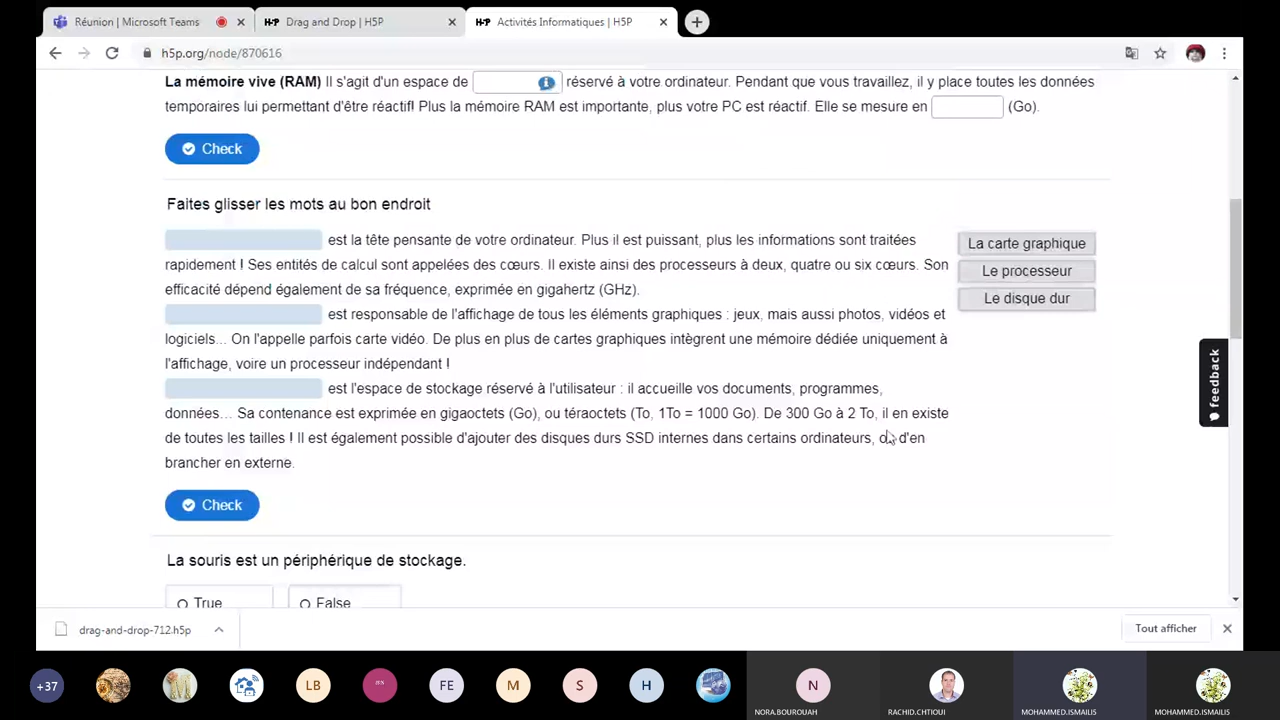 Réunion | Microsoft Teams
H5P Drag and Drop | H5P
H5P Activités Informatiques | H5P
h5p.org/node/870616
La mémoire vive (RAM) Il s'agit d'un espace de réservé à votre ordinateur. Pendant que vous travaillez, il y place toutes les données
temporaires lui permettant d'être réactif! Plus la mémoire RAM est importante, plus votre PC est réactif. Elle se mesure en (Go).
Check
Faites glisser les mots au bon endroit
est la tête pensante de votre ordinateur. Plus il est puissant, plus les informations sont traitées
rapidement ! Ses entités de calcul sont appelées des cœurs. Il existe ainsi des processeurs à deux, quatre ou six cœurs. Son
efficacité dépend également de sa fréquence, exprimée en gigahertz (GHz).
est responsable de l'affichage de tous les éléments graphiques : jeux, mais aussi photos, vidéos et
logiciels... On l'appelle parfois carte vidéo. De plus en plus de cartes graphiques intègrent une mémoire dédiée uniquement à
l'affichage, voire un processeur indépendant !
est l'espace de stockage réservé à l'utilisateur : il accueille vos documents, programmes,
données... Sa contenance est exprimée en gigaoctets (Go), ou téraoctets (To, 1To = 1000 Go). De 300 Go à 2 To, il en existe
de toutes les tailles ! Il est également possible d'ajouter des disques durs SSD internes dans certains ordinateurs, d'en
brancher en externe.
La carte graphique
Le processeur
Le disque dur
Check
feedback
La souris est un périphérique de stockage.
True
False
drag-and-drop-712.h5p
Tout afficher
+37
LB
FE
M
S
H
N
NORA.BOUROUAH
RACHID.CHTIOUI
MOHAMMED.ISMAILIS
MOHAMMED.ISMAILIS